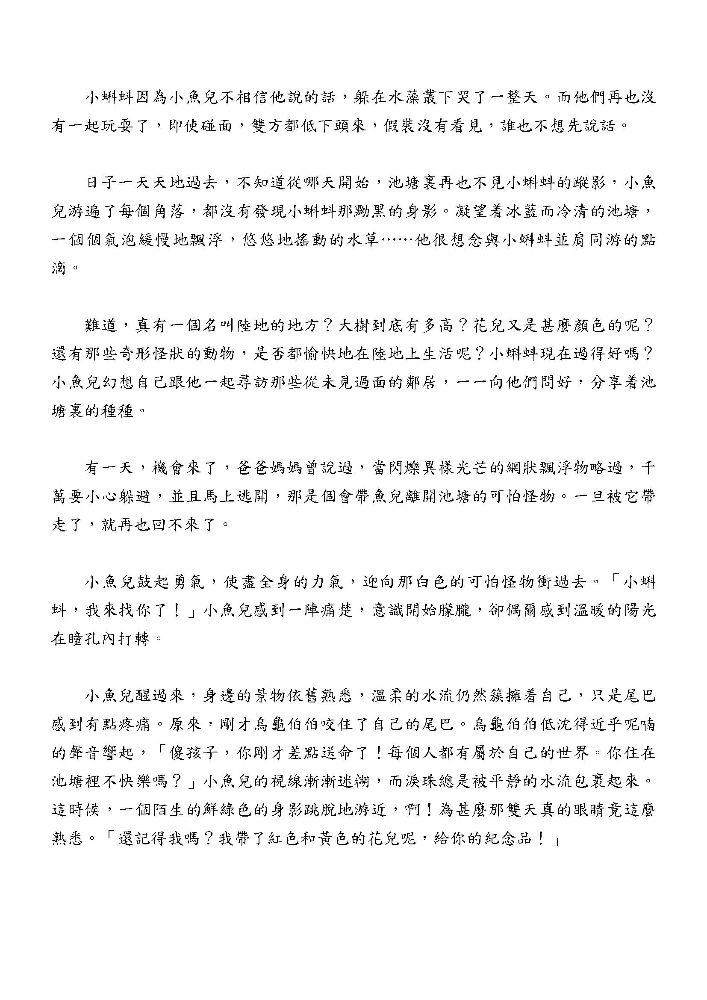 小蝌蚪因為小魚兒不相信他說的話，躲在水藻叢下哭了一整天。而他們再也沒
有一起玩耍了，即使碰面，雙方都低下頭來，假裝沒有看見，誰也不想先說話。
日子一天天地過去，不知道從哪天開始，池塘裏再也不見小蝌蚪的蹤影，小魚
兒游遍了每個角落，都沒有發現小蝌蚪那黝黑的身影。凝望着冰藍而冷清的池塘，
一個個氣泡緩慢地飄浮，悠悠地搖動的水草⋯⋯他很想念與小蝌蚪並肩同游的點
滴。
難道，真有一個名叫陸地的地方？大樹到底有多高？花兒又是甚麼顏色的呢？
還有那些奇形怪狀的動物，是否都愉快地在陸地上生活呢？小蝌蚪現在過得好嗎？
小魚兒幻想自己跟他一起尋訪那些從未見過面的鄰居，一一向他們問好，分享着池
塘裏的種種。
有一天，機會來了，爸爸媽媽曾說過，當閃爍異樣光芒的網狀飄浮物略過，千
萬要小心躲避，並且馬上逃開，那是個會帶魚兒離開池塘的可怕怪物。一旦被它帶
走了，就再也回不來了。
小魚兒鼓起勇氣，使盡全身的力氣，迎向那白色的可怕怪物衝過去。「小蝌
蚪，我來找你了！」小魚兒感到一陣痛楚，意識開始朦朧，卻偶爾感到溫暖的陽光
在瞳孔內打轉。
小魚兒醒過來，身邊的景物依舊熟悉，溫柔的水流仍然簇擁着自己，只是尾巴
感到有點疼痛。原來，剛才烏龜伯伯咬住了自己的尾巴。烏龜伯伯低沈得近乎呢喃
的聲音響起，「傻孩子，你剛才差點送命了！每個人都有屬於自己的世界。你住在
池塘裡不快樂嗎？」小魚兒的視線漸漸迷糊，而淚珠總是被平靜的水流包裹起來。
這時候，一個陌生的鮮綠色的身影跳脫地游近，啊！為甚麼那雙天真的眼睛竟這麼
熟悉。「還記得我嗎？我帶了紅色和黃色的花兒呢，給你的紀念品！」